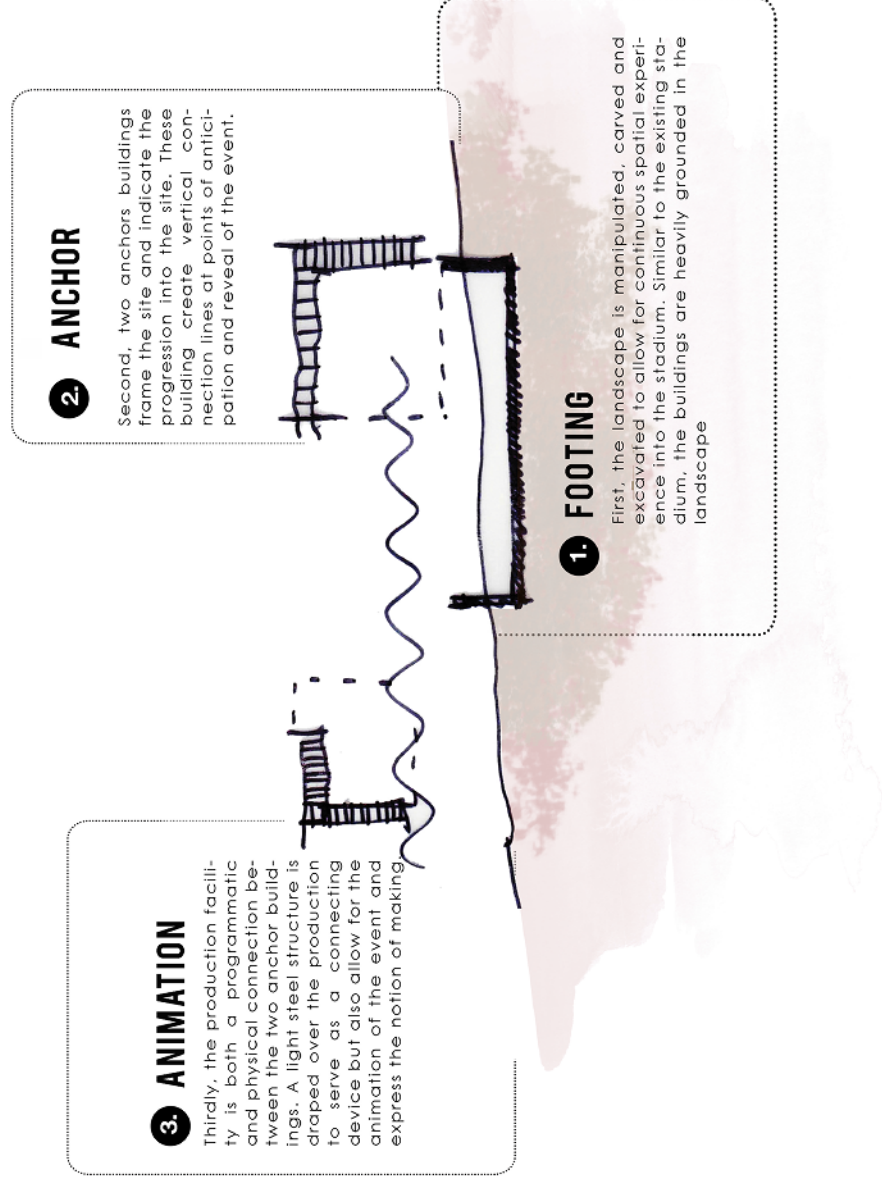 1. FOOTING
First, the landscape is manipulated, carved and
excavated to allow for continuous spatial experi-
ence into the stadium. Similar to the existing sta-
dium, the buildings are heavily grounded in the
landscape
2. ANCHOR
Second, two anchors buildings
frame the site and indicate the
progression into the site. These
building create vertical con-
nection lines at points of antici-
pation and reveal of the event.
3. ANIMATION
Thirdly, the production facili-
ty is both a programmatic
and physical connection be-
tween the two anchor build-
ings. A light steel structure is
draped over the production
to serve as a connecting
device but also allow for the
animation of the event and
express the notion of making.